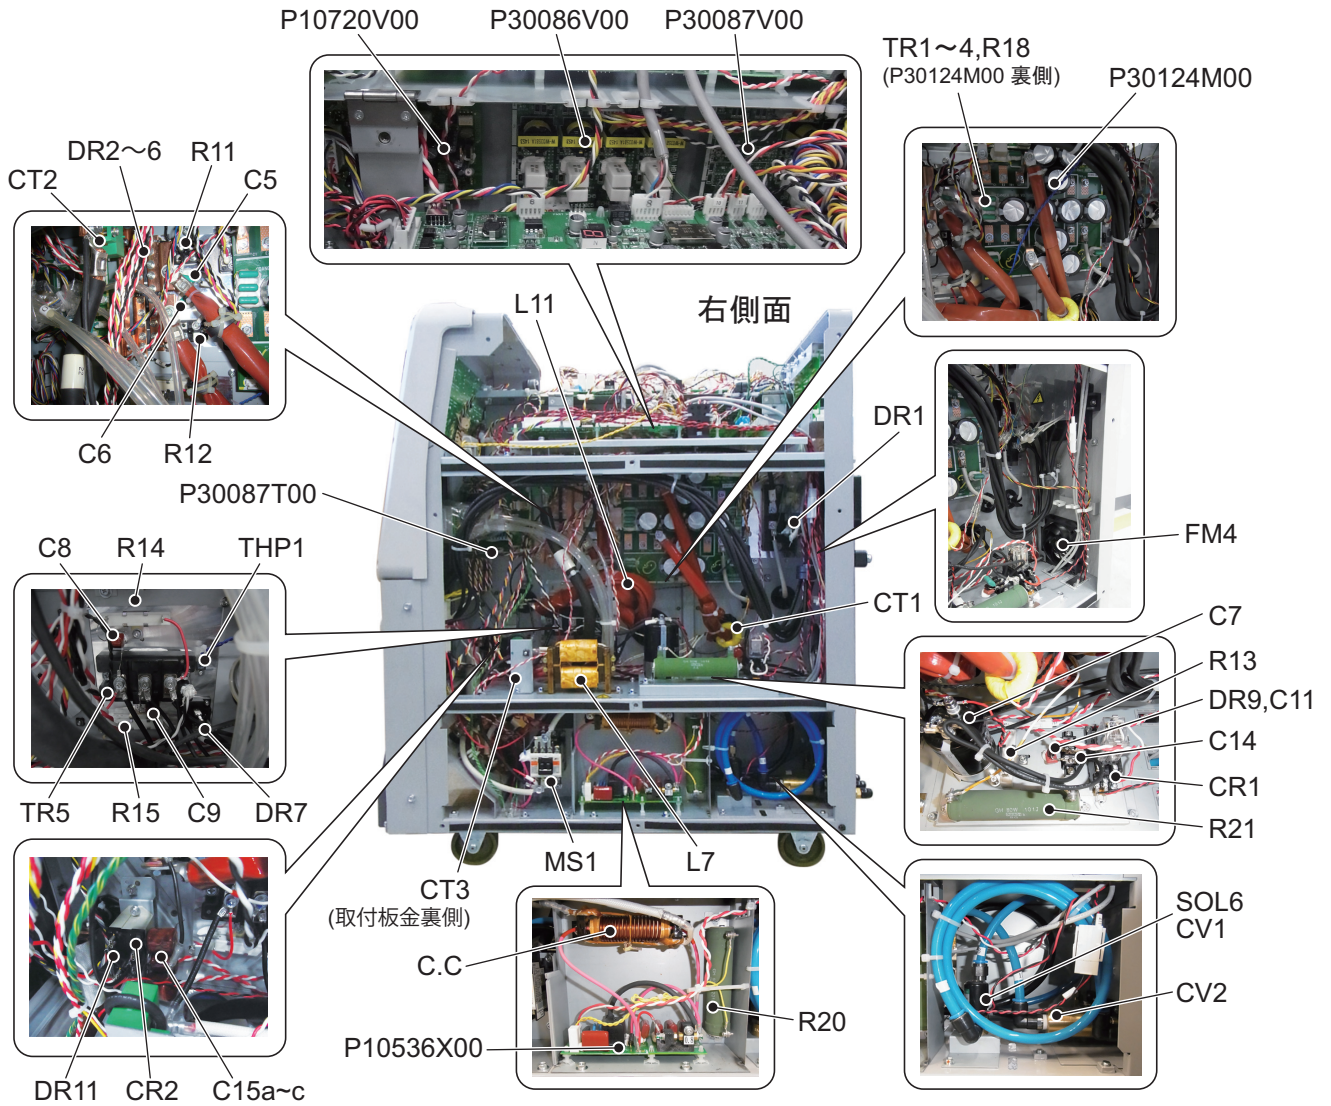 P10720V00
P30086V00
P30087V00
TR1～4,R18
(P30124M00 裏側)
P30124M00
DR2～6
R11
CT2
C5
C6
R12
L11
右側面
DR1
P30087T00
FM4
C8
R14
THP1
CT1
C7
R13
DR9,C11
C14
CR1
R21
TR5
R15
C9
DR7
MS1
L7
CT3
(取付板金裏側)
C.C
R20
P10536X00
SOL6
CV1
CV2
DR11
CR2
C15a~c